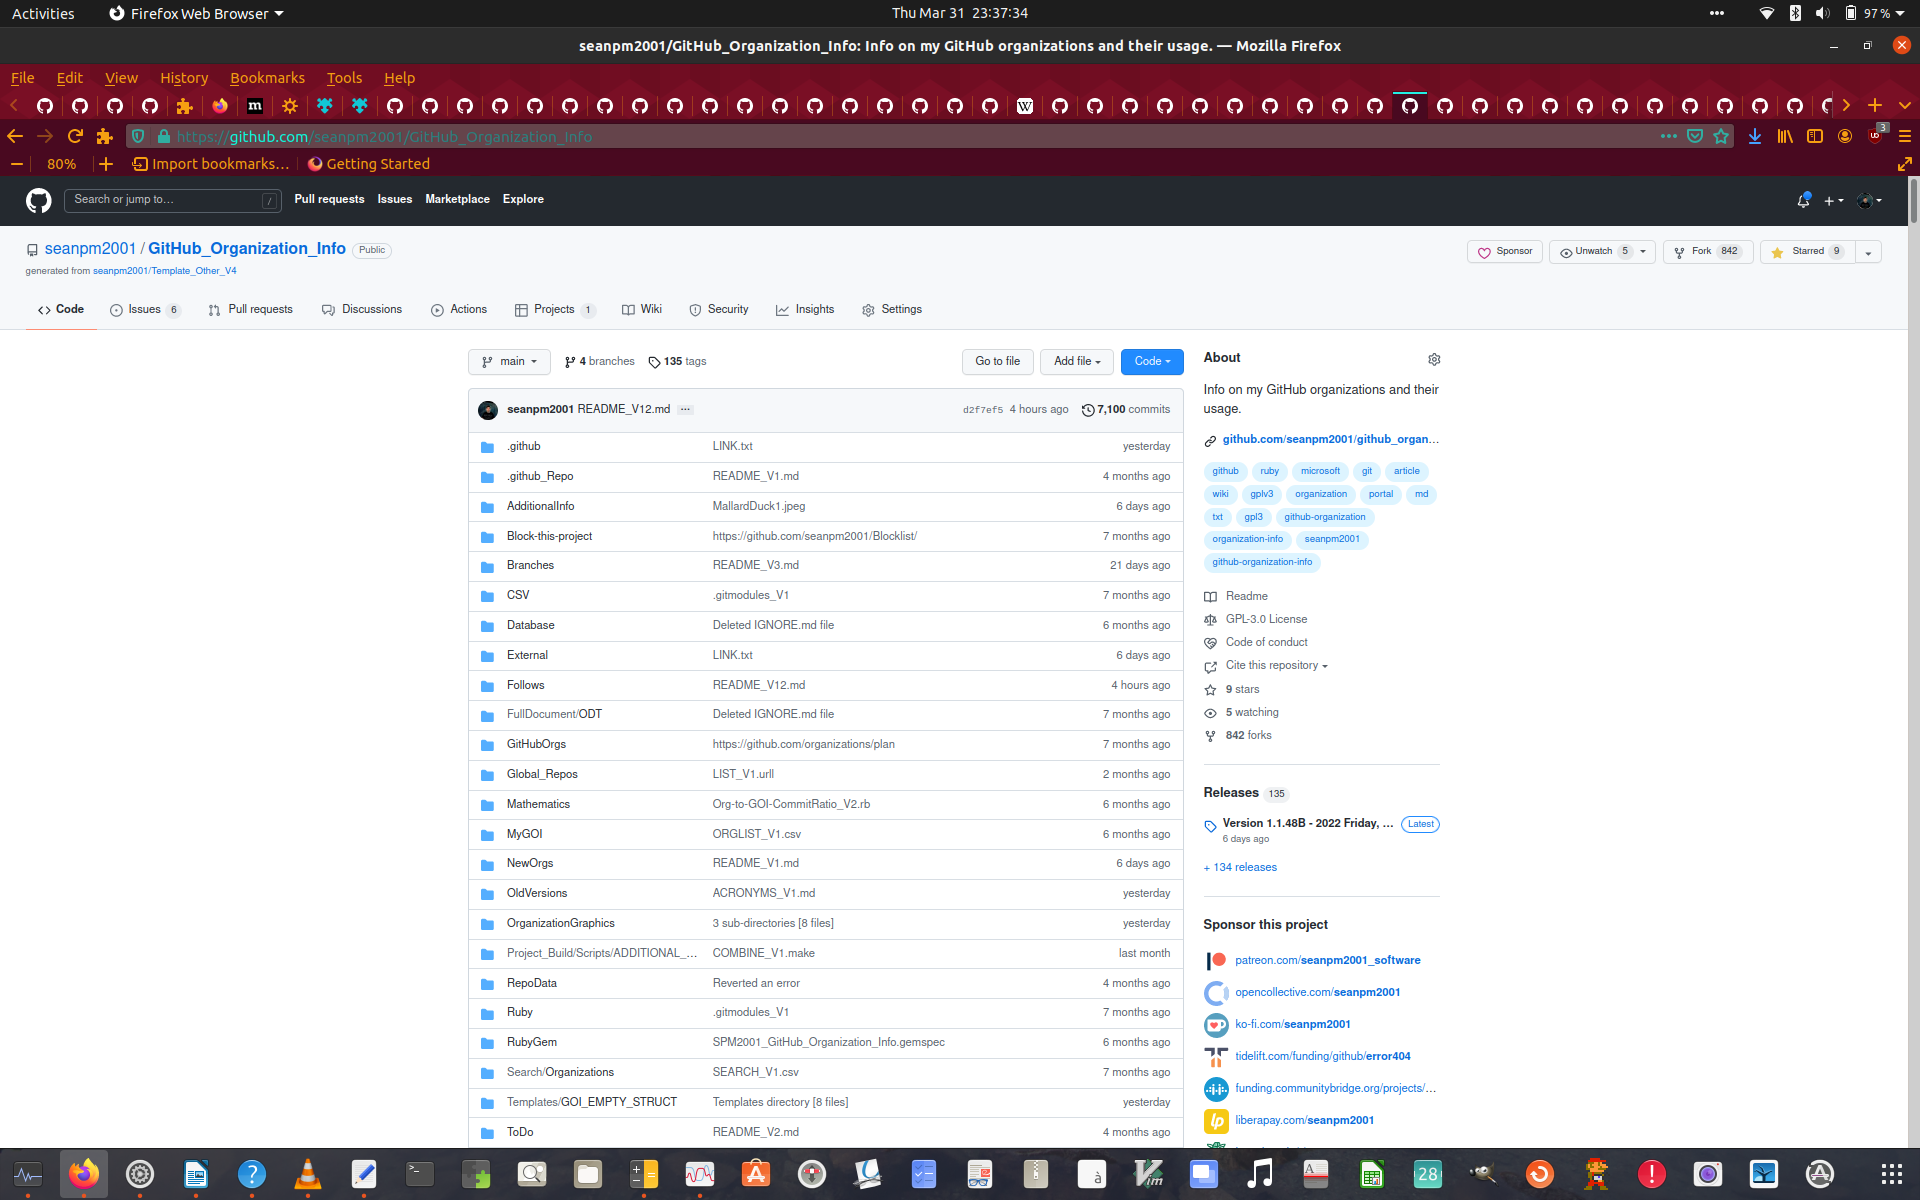 Activities Firefox Web Browser Thu Mar 31 23:37:34 97 %
seanpm2001/GitHub_Organization_Info: Info on my GitHub organizations and their usage. — Mozilla Firefox
File Edit View History Bookmarks Tools Help
https://github.com/seanpm2001/GitHub_Organization_Info 3
80% Import bookmarks... Getting Started
Search or jump to... / Pull requests Issues Marketplace Explore
seanpm2001 / GitHub_Organization_Info Public Sponsor Unwatch 5 Fork 842 Starred 9
generated from seanpm2001/Template_Other_V4
Code Issues 6 Pull requests Discussions Actions Projects 1 Wiki Security Insights Settings
main 4 branches 135 tags Go to file Add file Code
seanpm2001 README_V12.md ... d2f7ef5 4 hours ago 7,100 commits
.github LINK.txt yesterday
.github_Repo README_V1.md 4 months ago
AdditionalInfo MallardDuck1.jpeg 6 days ago
Block-this-project https://github.com/seanpm2001/Blocklist/ 7 months ago
Branches README_V3.md 21 days ago
CSV .gitmodules_V1 7 months ago
Database Deleted IGNORE.md file 6 months ago
External LINK.txt 6 days ago
Follows README_V12.md 4 hours ago
FullDocument/ODT Deleted IGNORE.md file 7 months ago
GitHubOrgs https://github.com/organizations/plan 7 months ago
Global_Repos LIST_V1.urll 2 months ago
Mathematics Org-to-GOI-CommitRatio_V2.rb 6 months ago
MyGOI ORGLIST_V1.csv 6 months ago
NewOrgs README_V1.md 6 days ago
OldVersions ACRONYMS_V1.md yesterday
OrganizationGraphics 3 sub-directories [8 files] yesterday
Project_Build/Scripts/ADDITIONAL_... COMBINE_V1.make last month
RepoData Reverted an error 4 months ago
Ruby .gitmodules_V1 7 months ago
RubyGem SPM2001_GitHub_Organization_Info.gemspec 6 months ago
Search/Organizations SEARCH_V1.csv 7 months ago
Templates/GOI_EMPTY_STRUCT Templates directory [8 files] yesterday
ToDo README_V2.md 4 months ago
About
Info on my GitHub organizations and their
usage.
github.com/seanpm2001/github_organ...
github ruby microsoft git article
wiki gplv3 organization portal md
txt gpl3 github-organization
organization-info seanpm2001
github-organization-info
Readme
GPL-3.0 License
Code of conduct
Cite this repository
9 stars
5 watching
842 forks
Releases 135
Version 1.1.48B - 2022 Friday, ... Latest
6 days ago
+ 134 releases
Sponsor this project
patreon.com/seanpm2001_software
opencollective.com/seanpm2001
ko-fi.com/seanpm2001
tidelift.com/funding/github/error404
funding.communitybridge.org/projects/...
liberapay.com/seanpm2001
28